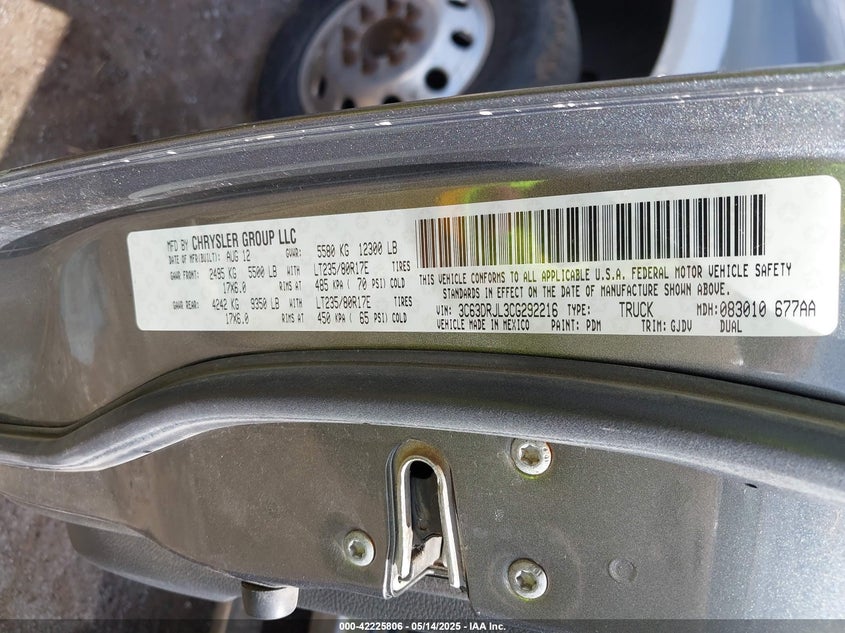 MFD BY CHRYSLER GROUP LLC
DATE OF MFR(BUILT): AUG 12 GVWR: 5580 KG 12300 LB
GAWR FRONT: 2495 KG 5500 LB WITH LT235/80R17E TIRES
17X6.0 RIMS AT 485 KPA ( 70 PSI) COLD
GAWR REAR: 4242 KG 9350 LB WITH LT235/80R17E TIRES
17X6.0 RIMS AT 450 KPA ( 65 PSI) COLD
THIS VEHICLE CONFORMS TO ALL APPLICABLE U.S.A. FEDERAL MOTOR VEHICLE SAFETY
STANDARDS IN EFFECT ON THE DATE OF MANUFACTURE SHOWN ABOVE.
VIN: 3C63DRJL3CG292216 TYPE: TRUCK MDH: 083010 677AA
VEHICLE MADE IN MEXICO PAINT: PDM TRIM: GJDV DUAL
000-42225806 - 05/14/2025 - IAA Inc.